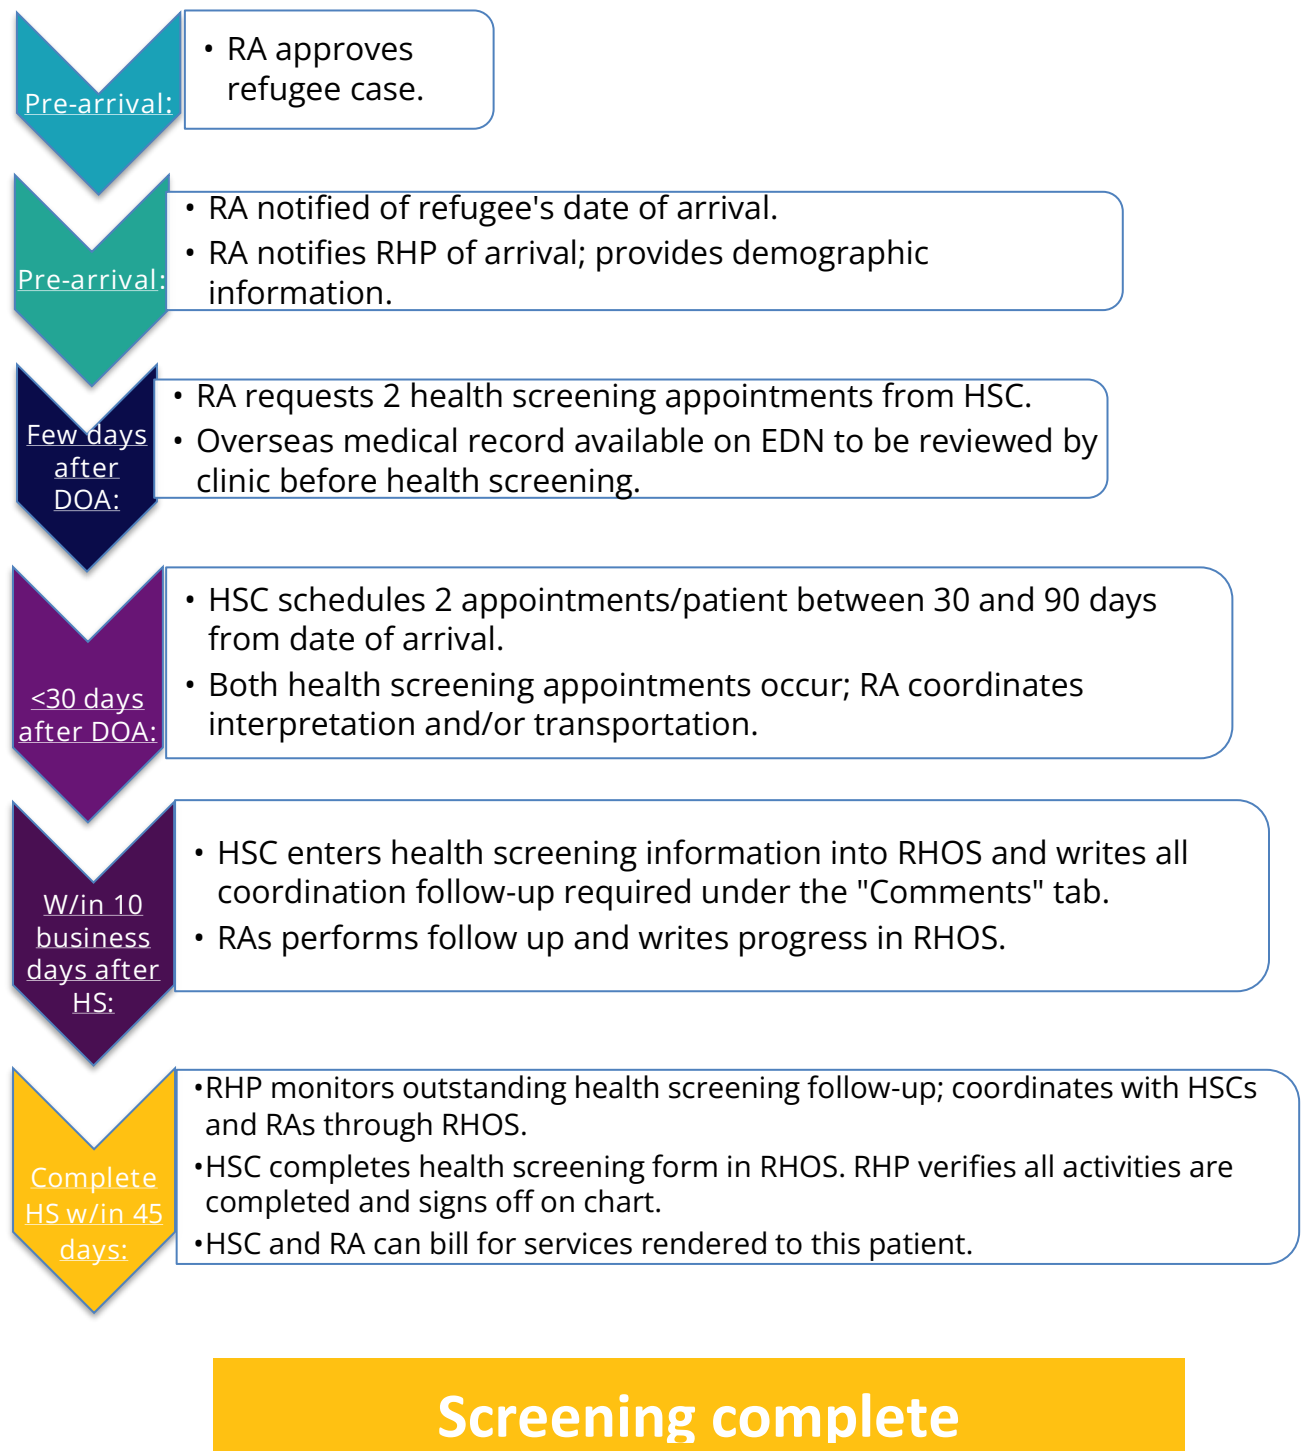 Pre-arrival:
• RA approves
refugee case.
Pre-arrival:
• RA notified of refugee's date of arrival.
• RA notifies RHP of arrival; provides demographic
information.
Few days
after
DOA:
• RA requests 2 health screening appointments from HSC.
• Overseas medical record available on EDN to be reviewed by
clinic before health screening.
<30 days
after DOA:
• HSC schedules 2 appointments/patient between 30 and 90 days
from date of arrival.
• Both health screening appointments occur; RA coordinates
interpretation and/or transportation.
W/in 10
business
days after
HS:
• HSC enters health screening information into RHOS and writes all
coordination follow-up required under the "Comments" tab.
• RAs performs follow up and writes progress in RHOS.
Complete
HS w/in 45
days:
•RHP monitors outstanding health screening follow-up; coordinates with HSCs
and RAs through RHOS.
•HSC completes health screening form in RHOS. RHP verifies all activities are
completed and signs off on chart.
•HSC and RA can bill for services rendered to this patient.
Screening complete